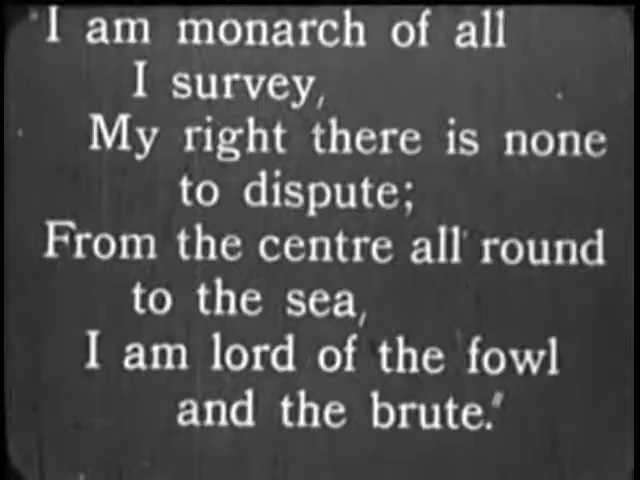 "I am monarch of all
I survey,
My right there is none
to dispute;
From the centre all round
to the sea,
I am lord of the fowl
and the brute."